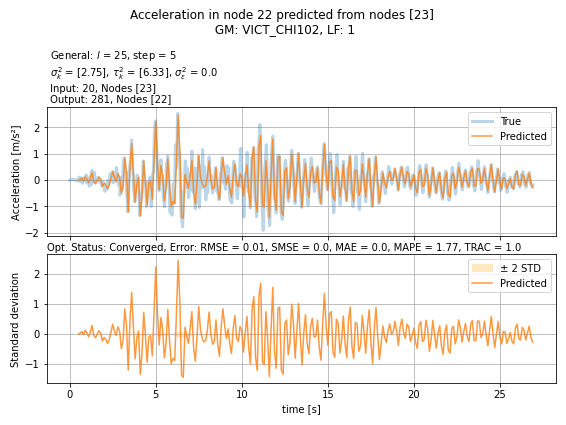 Acceleration in node 22 predicted from nodes [23]
GM: VICT_CHI102, LF: 1
General: l = 25, step = 5
σ²ₖ = [2.75], τ²ₖ = [6.33], σ²ε = 0.0
Input: 20, Nodes [23]
Output: 281, Nodes [22]
True
Predicted
2
1
0
−1
−2
Acceleration [m/s²]
Opt. Status: Converged, Error: RMSE = 0.01, SMSE = 0.0, MAE = 0.0, MAPE = 1.77, TRAC = 1.0
± 2 STD
Predicted
2
1
0
−1
Standard deviation
0 5 10 15 20 25
time [s]